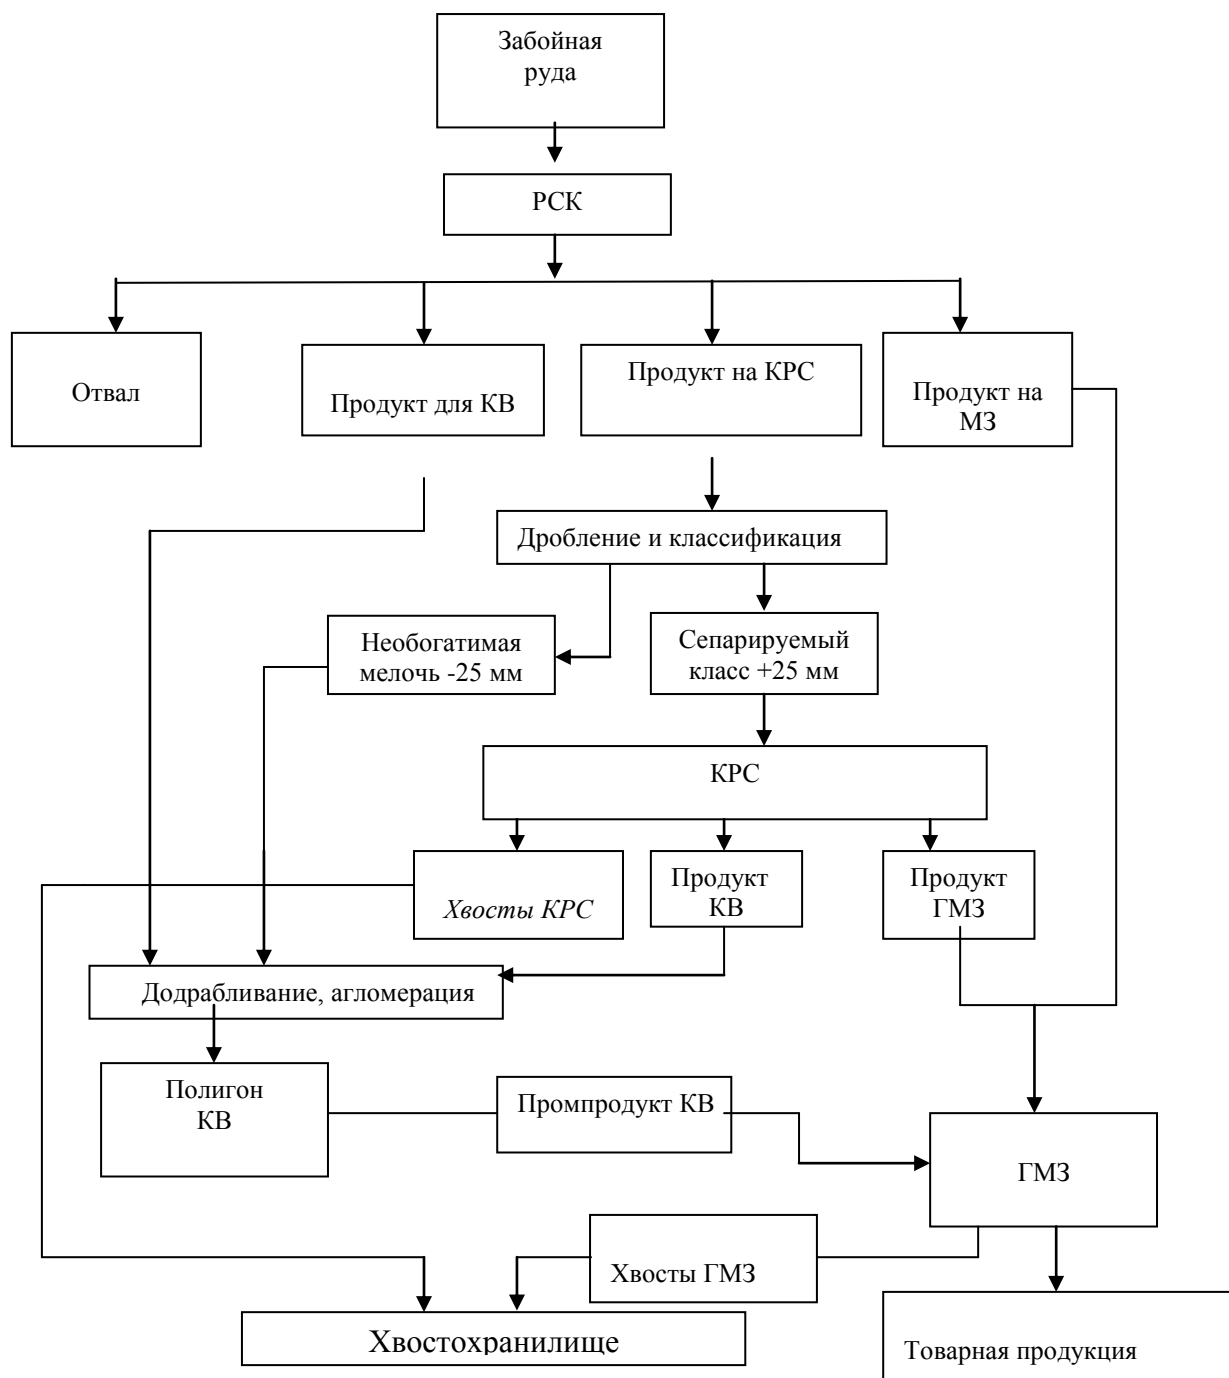 Забойная
руда
РСК
Отвал
Продукт для КВ
Продукт на КРС
Продукт на
МЗ
Дробление и классификация
Необогатимая
мелочь -25 мм
Сепарируемый
класс +25 мм
КРС
Хвосты КРС
Продукт
КВ
Продукт
ГМЗ
Додрабливание, агломерация
Полигон
КВ
Промпродукт КВ
ГМЗ
Хвосты ГМЗ
Хвостохранилище
Товарная продукция